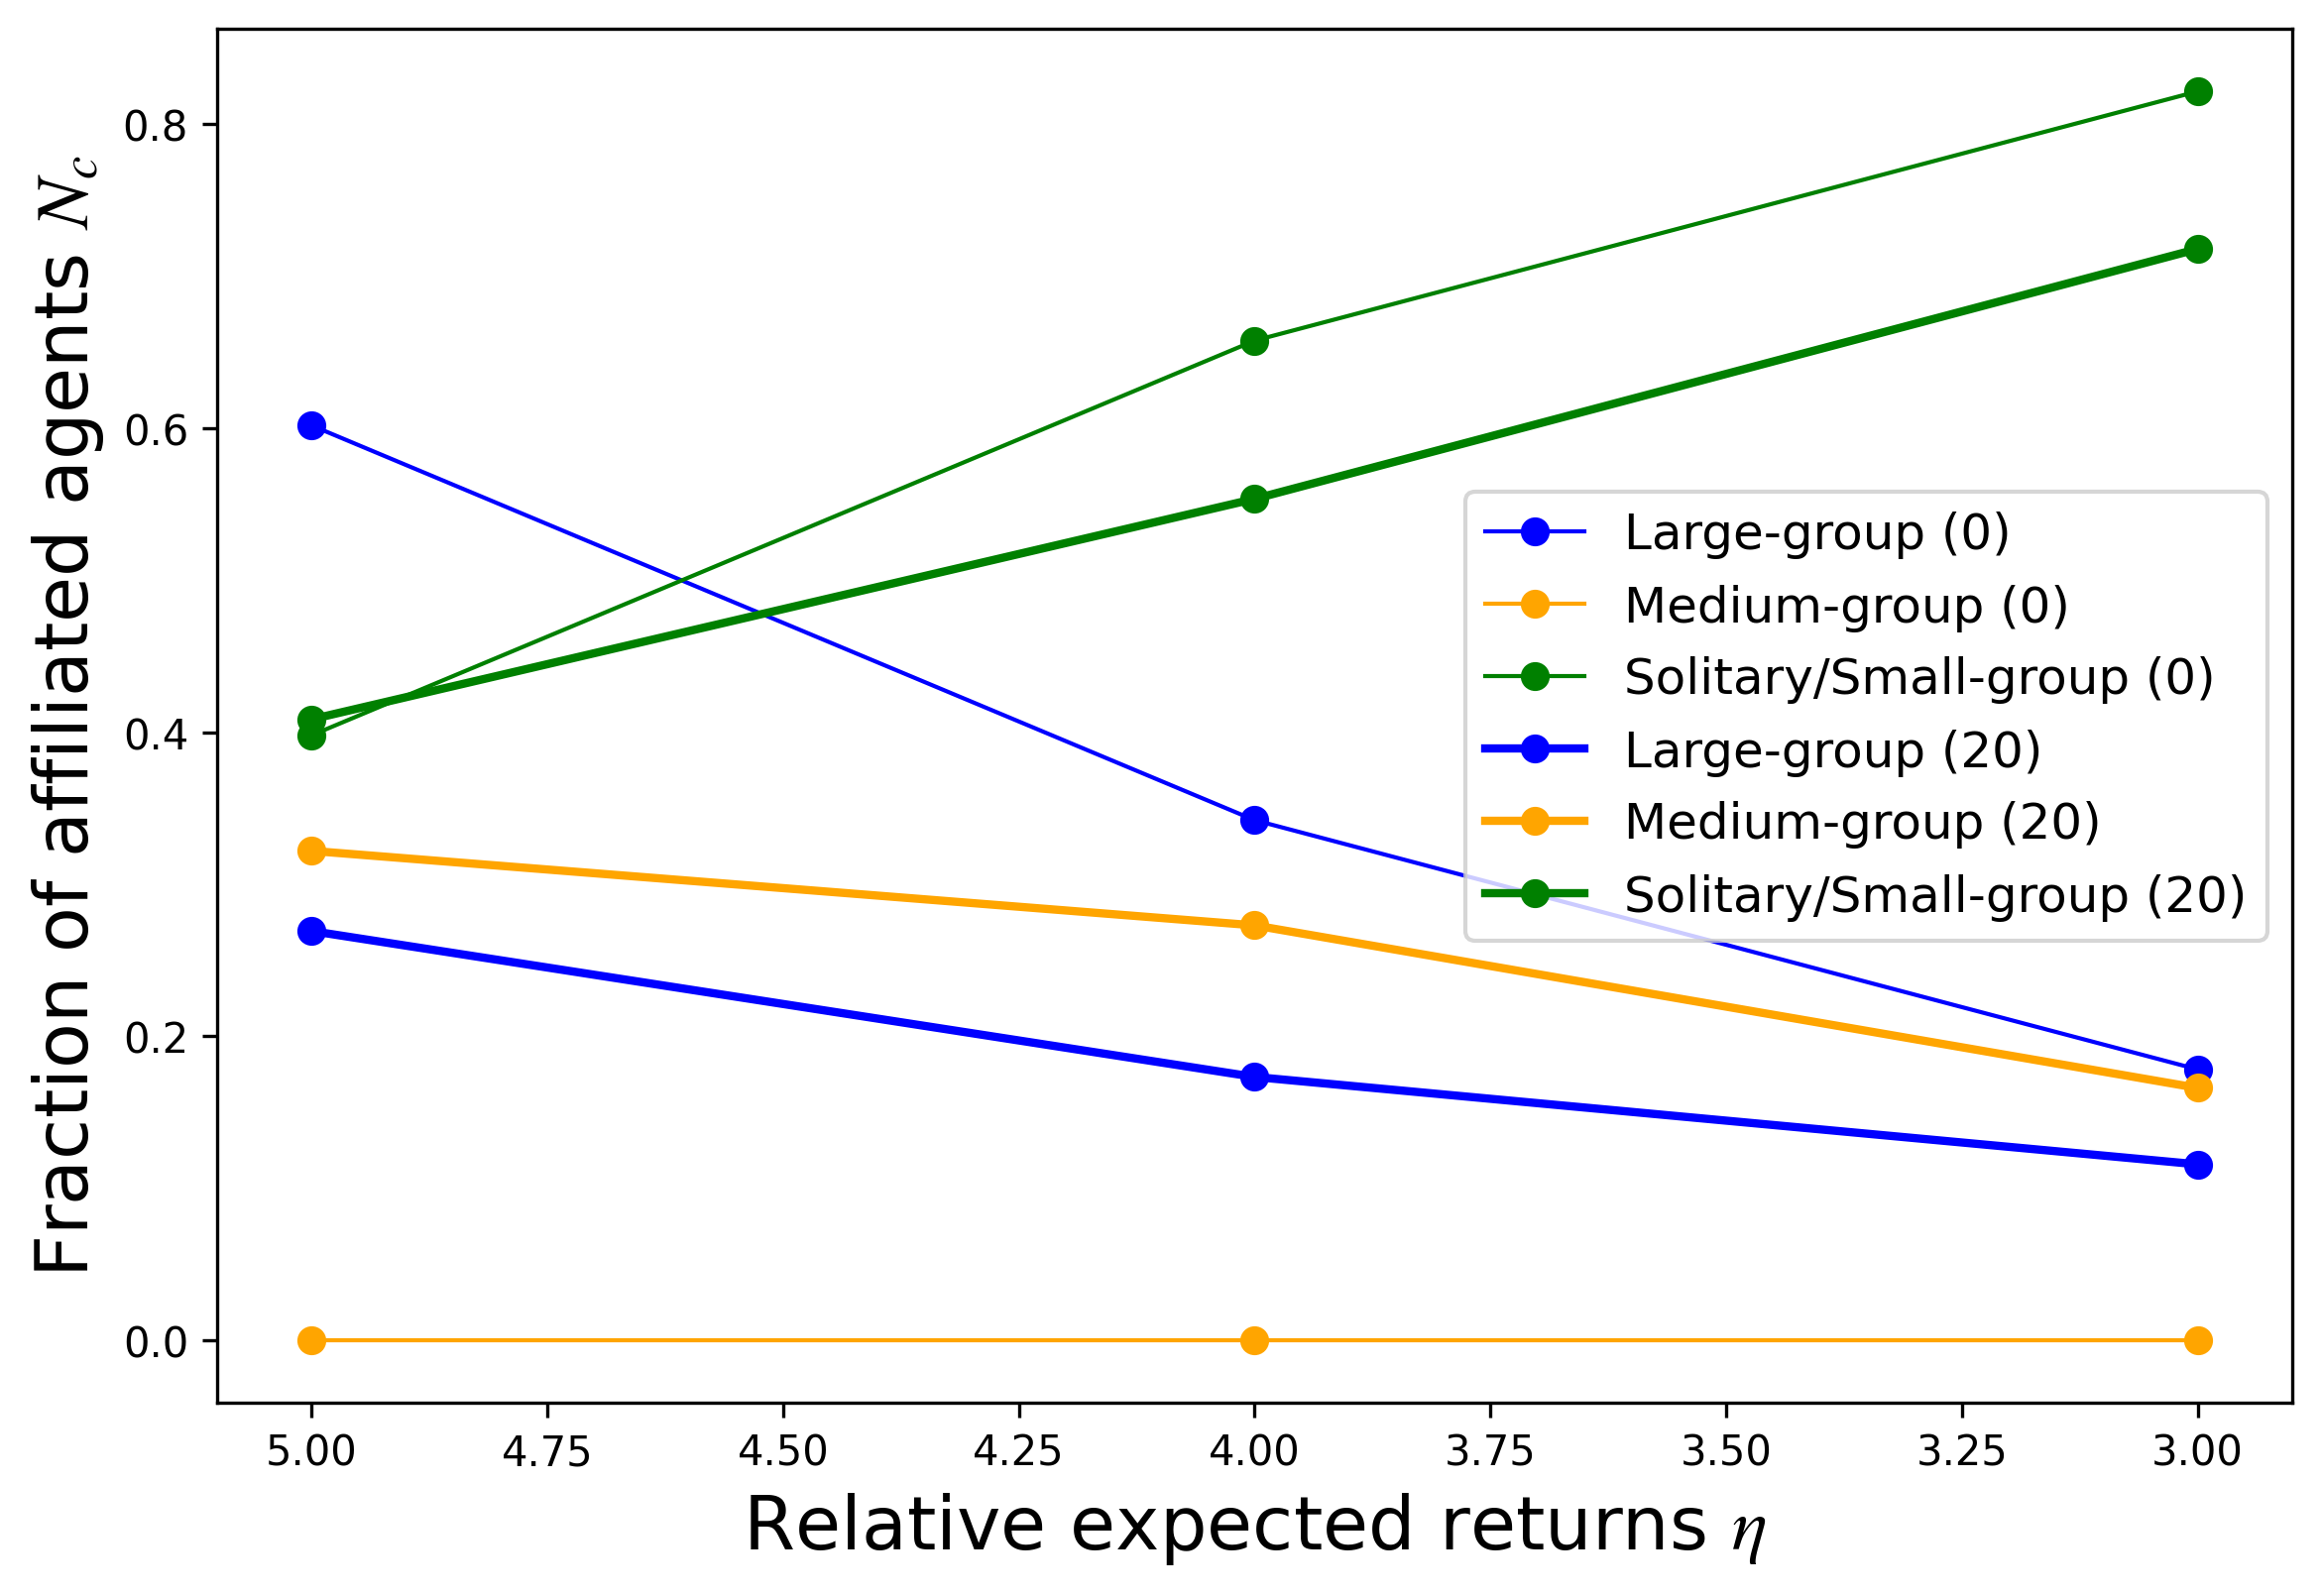 Fraction of affiliated agents N_c
0.8
0.6
0.4
0.2
0.0
Large-group (0)
Medium-group (0)
Solitary/Small-group (0)
Large-group (20)
Medium-group (20)
Solitary/Small-group (20)
5.00 4.75 4.50 4.25 4.00 3.75 3.50 3.25 3.00
Relative expected returns η